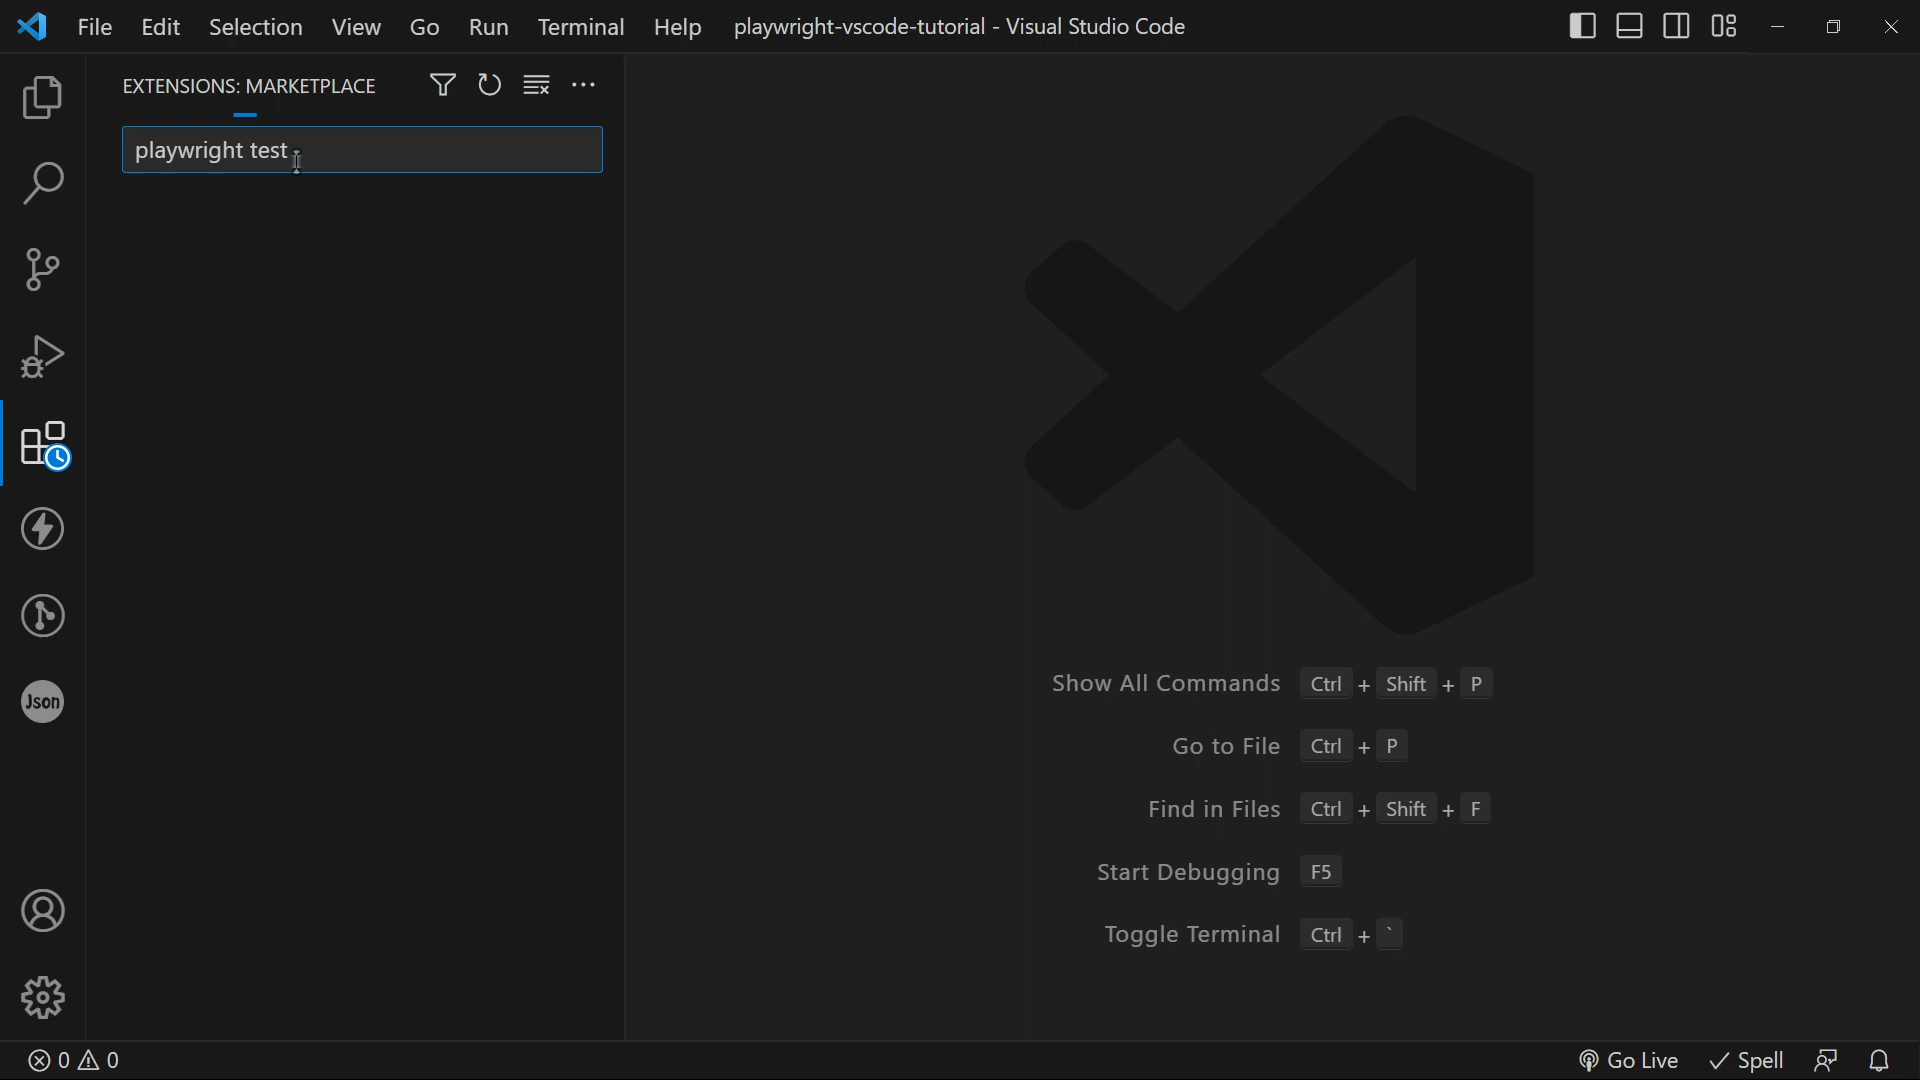 File Edit Selection View Go Run Terminal Help playwright-vscode-tutorial - Visual Studio Code
EXTENSIONS: MARKETPLACE
playwright test
Json
Show All Commands Ctrl + Shift + P
Go to File Ctrl + P
Find in Files Ctrl + Shift + F
Start Debugging F5
Toggle Terminal Ctrl + `
0 0 Go Live Spell